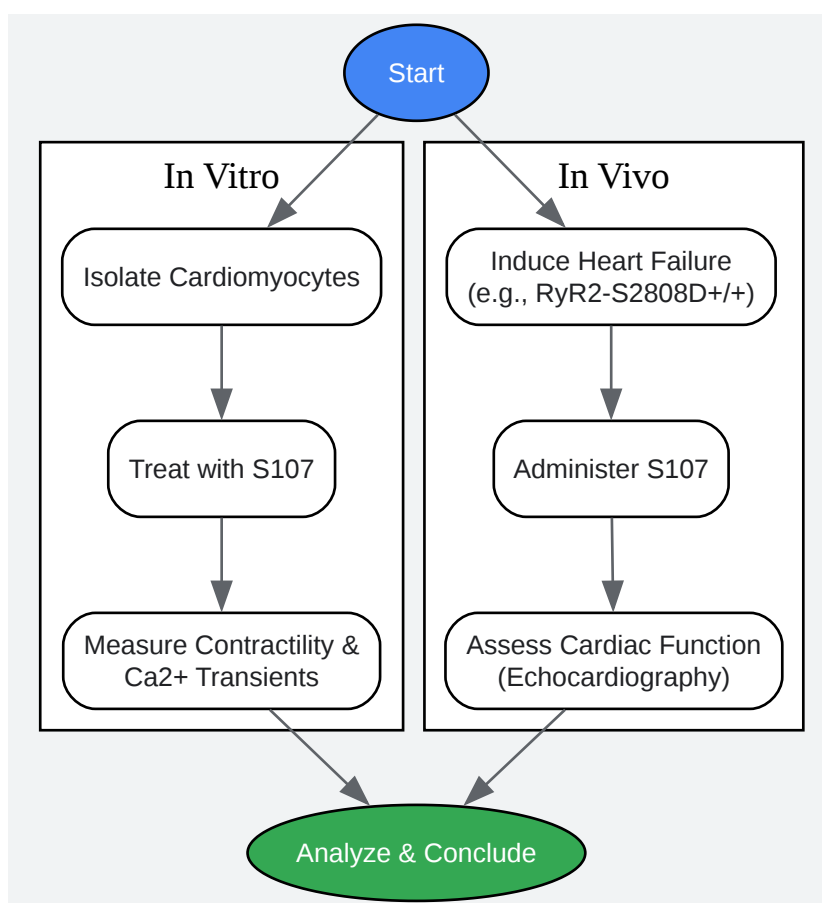 Start
In Vitro
Isolate Cardiomyocytes
Treat with S107
Measure Contractility &
Ca2+ Transients
In Vivo
Induce Heart Failure
(e.g., RyR2-S2808D+/+)
Administer S107
Assess Cardiac Function
(Echocardiography)
Analyze & Conclude